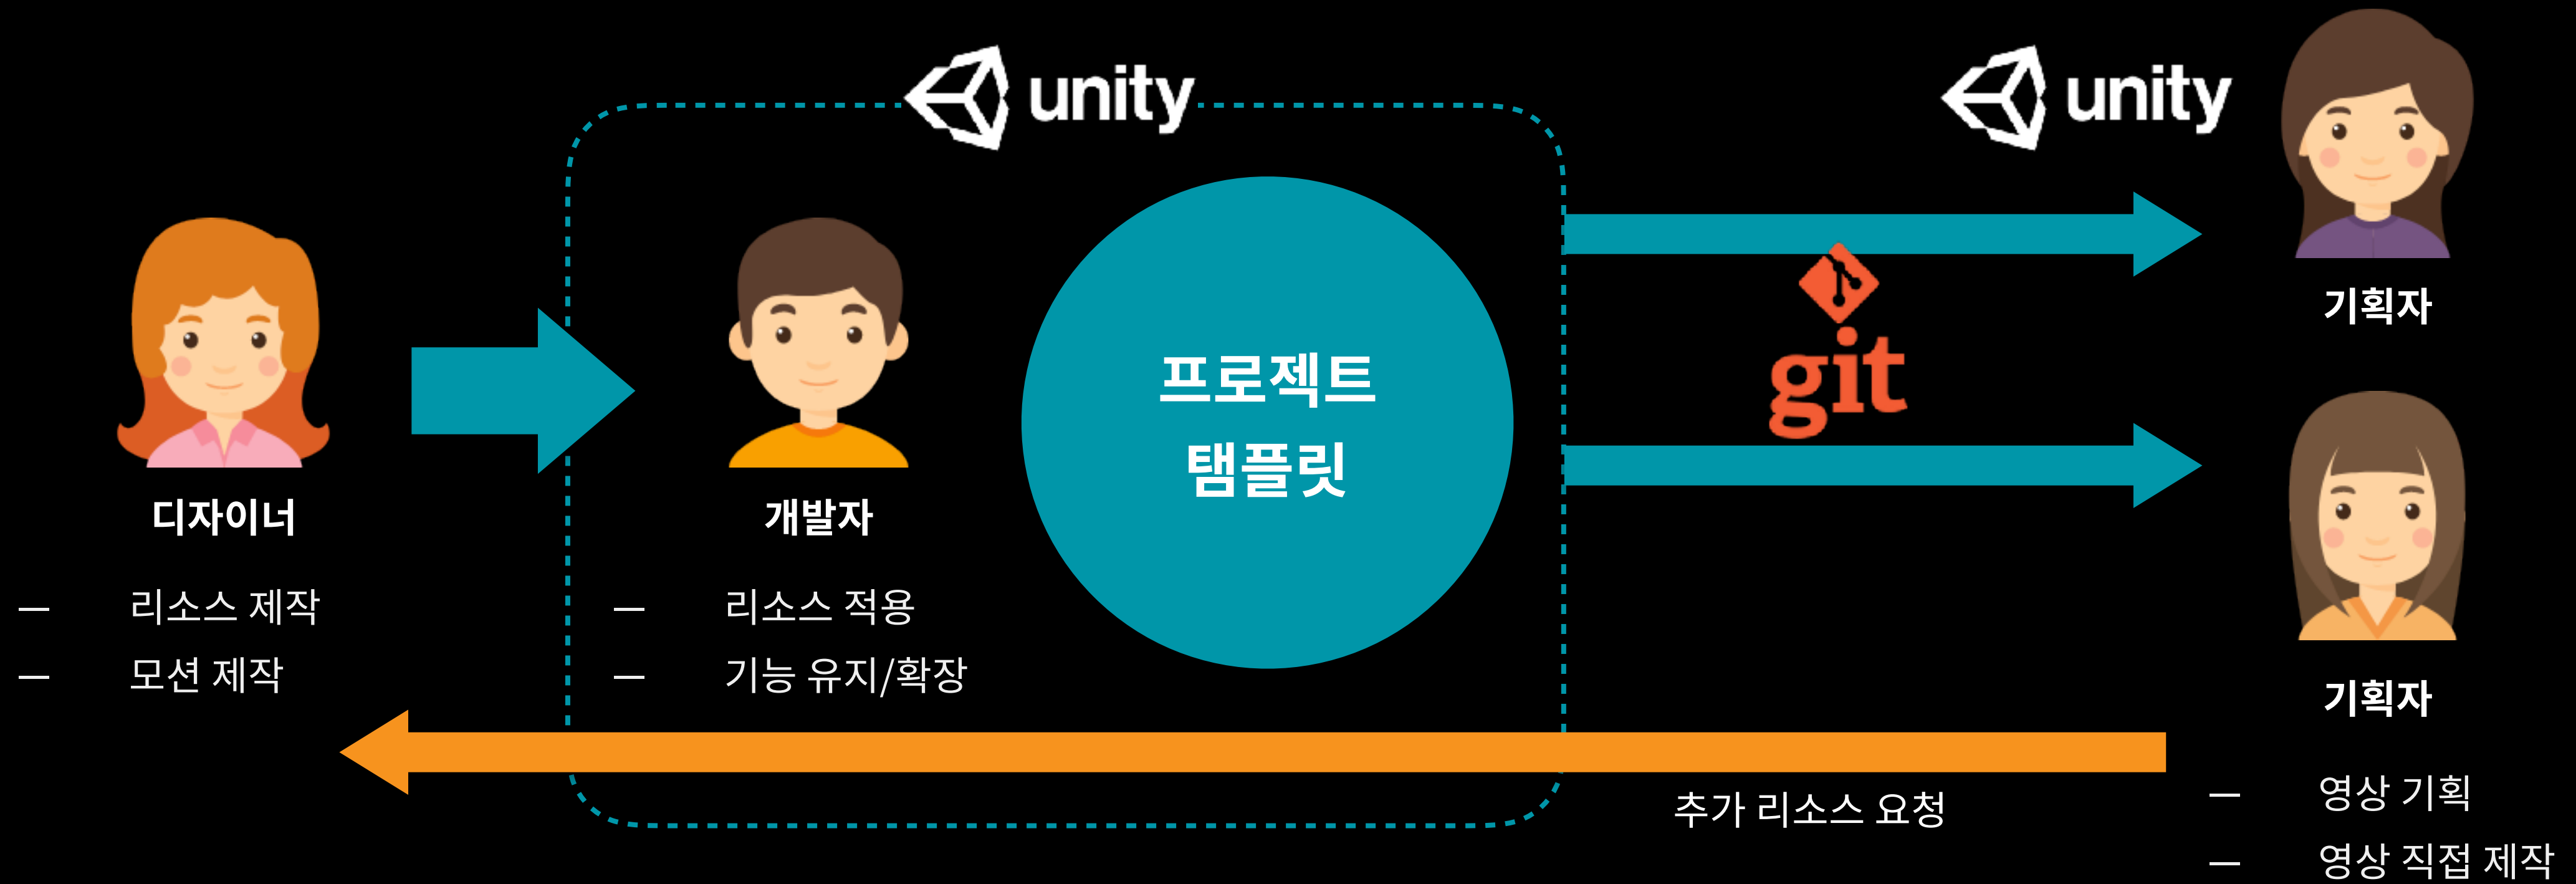 unity
unity
디자이너
— 리소스 제작
— 모션 제작
개발자
— 리소스 적용
— 기능 유지/확장
프로젝트
탬플릿
git
기획자
기획자
— 영상 기획
— 영상 직접 제작
추가 리소스 요청